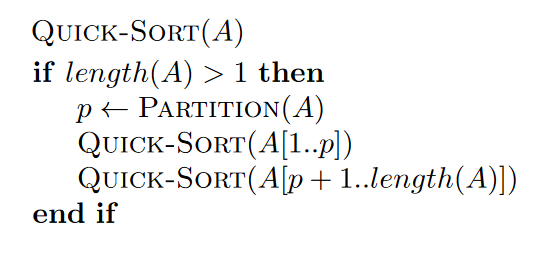 QUICK-SORT(A)
if length(A) > 1 then
p ← PARTITION(A)
QUICK-SORT(A[1..p])
QUICK-SORT(A[p + 1..length(A)])
end if